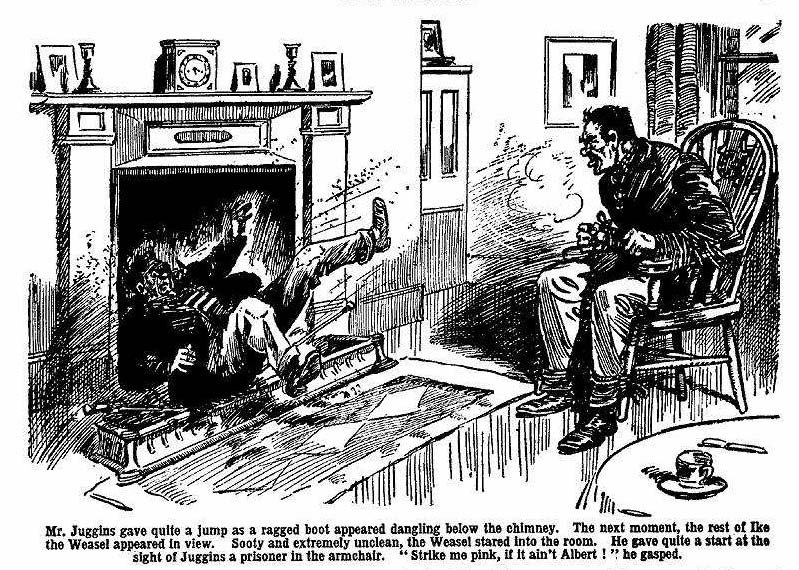 Mr. Juggins gave quite a jump as a ragged boot appeared dangling below the chimney. The next moment, the rest of Ike
the Weasel appeared in view. Sooty and extremely unclean, the Weasel stared into the room. He gave quite a start at the
sight of Juggins a prisoner in the armchair. " Strike me pink, if it ain't Albert ! " he gasped.